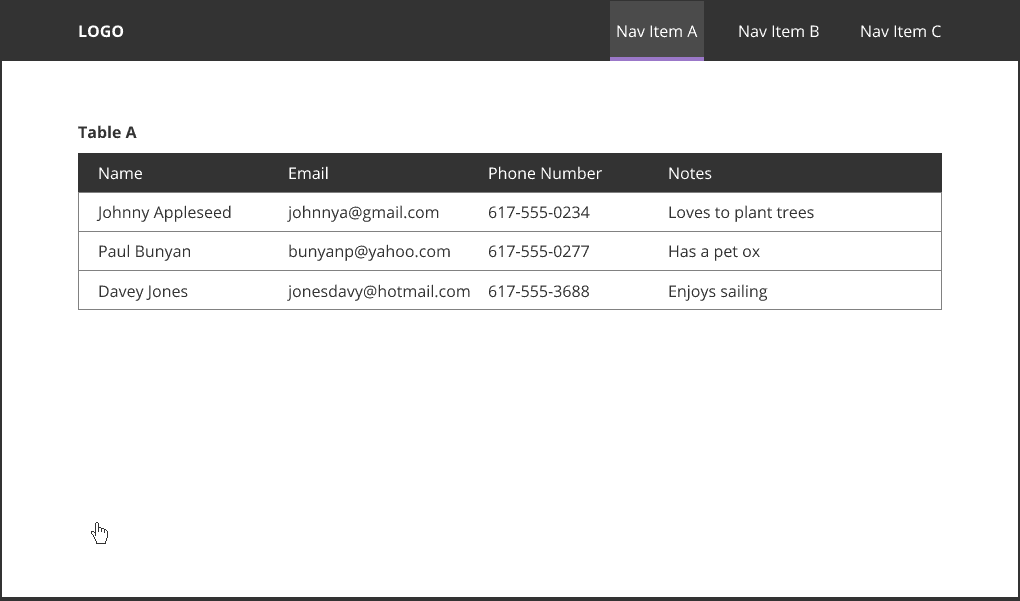 LOGO Nav Item A Nav Item B Nav Item C
Table A
Name Email Phone Number Notes
Johnny Appleseed johnnya@gmail.com 617-555-0234 Loves to plant trees
Paul Bunyan bunyanp@yahoo.com 617-555-0277 Has a pet ox
Davey Jones jonesdavy@hotmail.com 617-555-3688 Enjoys sailing